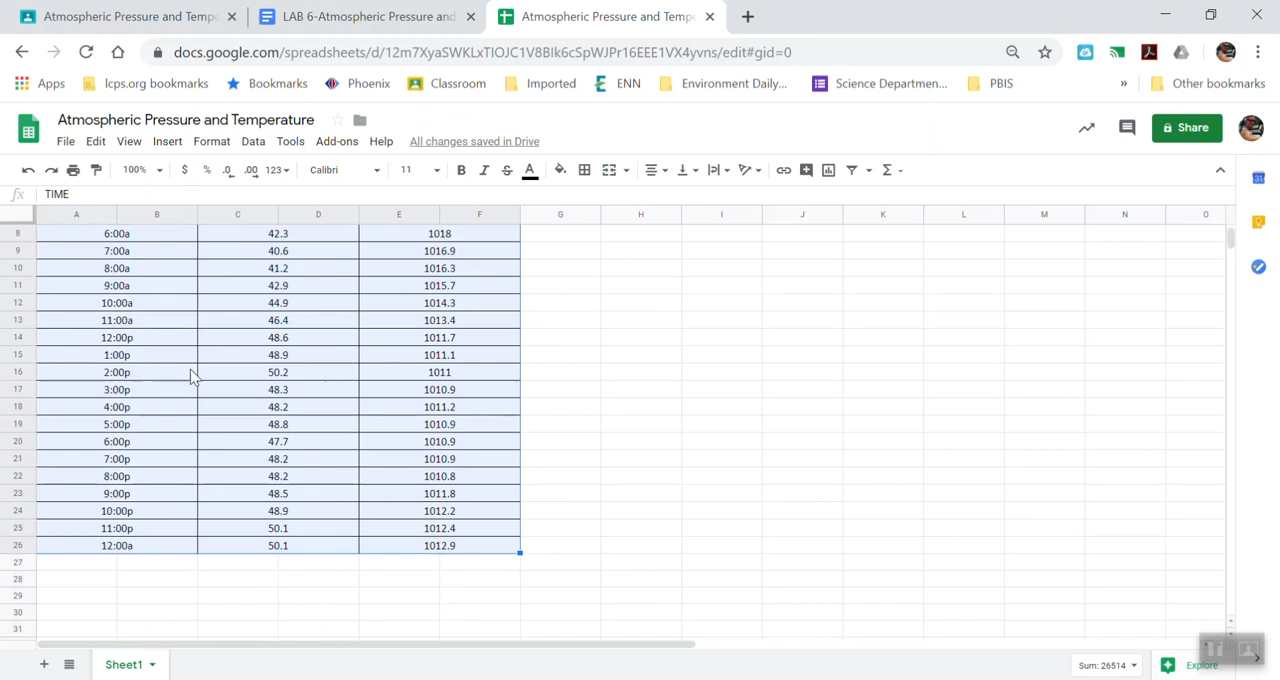 Atmospheric Pressure and Tempe
LAB 6-Atmospheric Pressure and
Atmospheric Pressure and Tempe
docs.google.com/spreadsheets/d/12m7XyaSWKLxTIOJC1V8Blk6cSpWJPr16EEE1VX4yvns/edit#gid=0
Apps lcps.org bookmarks Bookmarks Phoenix Classroom Imported ENN Environment Daily... Science Departmen... PBIS » Other bookmarks
Atmospheric Pressure and Temperature
Share
File Edit View Insert Format Data Tools Add-ons Help All changes saved in Drive
100% $ % .0 .00 123 Calibri 11 B I S A Σ
fx TIME
A B C D E F G H I J K L M N O
8 6:00a 42.3 1018
9 7:00a 40.6 1016.9
10 8:00a 41.2 1016.3
11 9:00a 42.9 1015.7
12 10:00a 44.9 1014.3
13 11:00a 46.4 1013.4
14 12:00p 48.6 1011.7
15 1:00p 48.9 1011.1
16 2:00p 50.2 1011
17 3:00p 48.3 1010.9
18 4:00p 48.2 1011.2
19 5:00p 48.8 1010.9
20 6:00p 47.7 1010.9
21 7:00p 48.2 1010.9
22 8:00p 48.2 1010.8
23 9:00p 48.5 1011.8
24 10:00p 48.9 1012.2
25 11:00p 50.1 1012.4
26 12:00a 50.1 1012.9
27
28
29
30
31
Sheet1 Sum: 26514 Explore